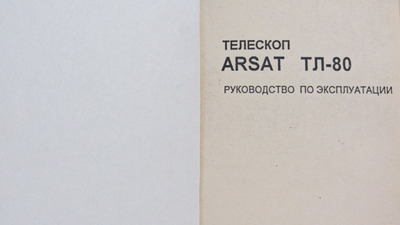 ТЕЛЕСКОП
ARSAT ТЛ-80
РУКОВОДСТВО ПО ЭКСПЛУАТАЦИИ